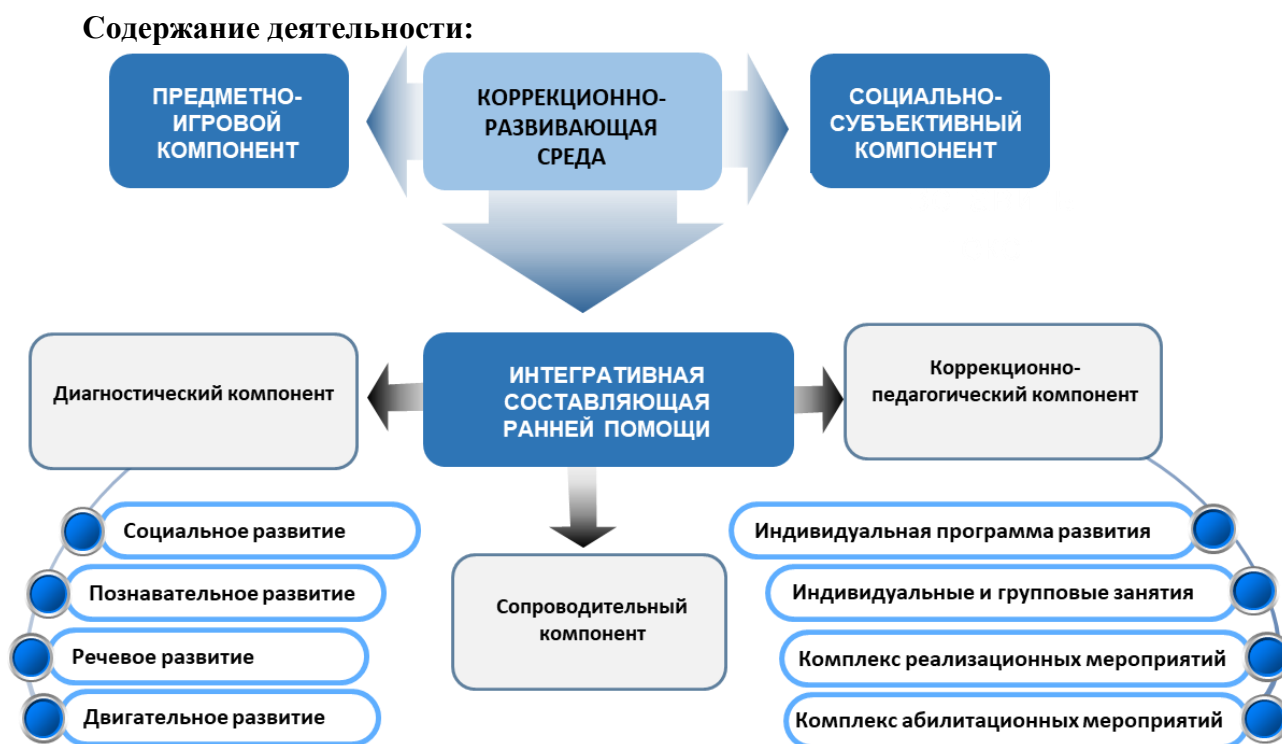 Содержание деятельности:
ПРЕДМЕТНО-
ИГРОВОЙ
КОМПОНЕНТ
КОРРЕКЦИОННО-
РАЗВИВАЮЩАЯ
СРЕДА
СОЦИАЛЬНО-
СУБЪЕКТИВНЫЙ
КОМПОНЕНТ
Диагностический компонент
ИНТЕГРАТИВНАЯ
СОСТАВЛЯЮЩАЯ
РАННЕЙ ПОМОЩИ
Коррекционно-
педагогический компонент
Социальное развитие
Познавательное развитие
Речевое развитие
Двигательное развитие
Сопроводительный
компонент
Индивидуальная программа развития
Индивидуальные и групповые занятия
Комплекс реализационных мероприятий
Комплекс абилитационных мероприятий